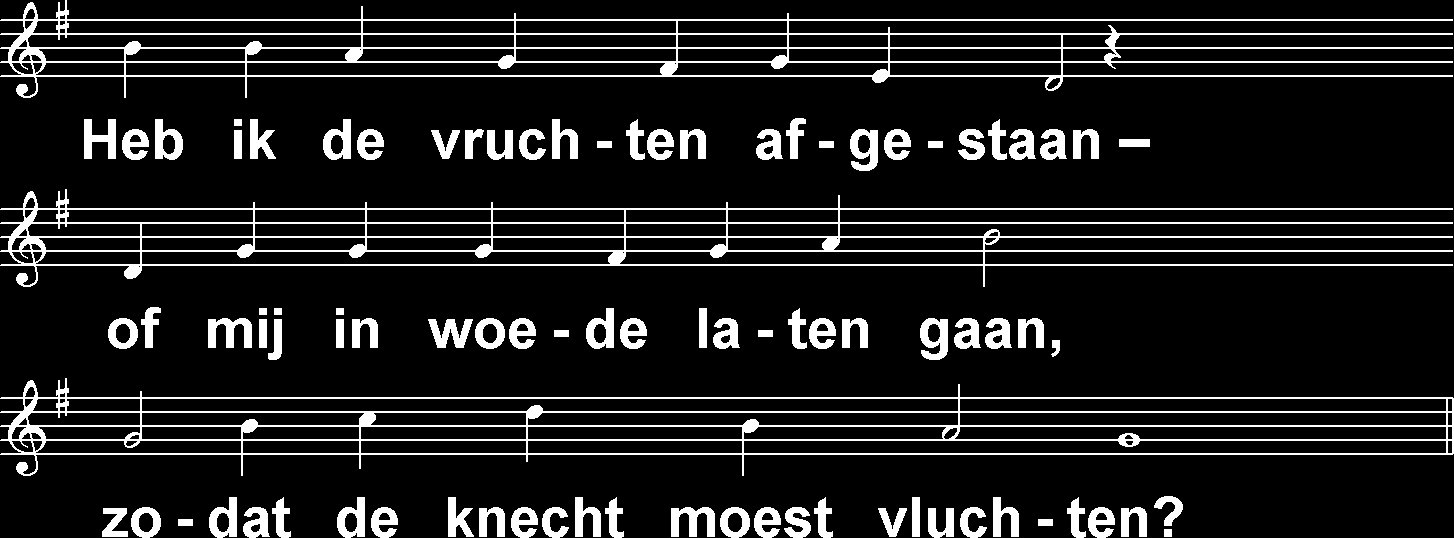 Heb ik de vruch - ten af - ge - staan –
of mij in woe - de la - ten gaan,
zo - dat de knecht moest vluch - ten?